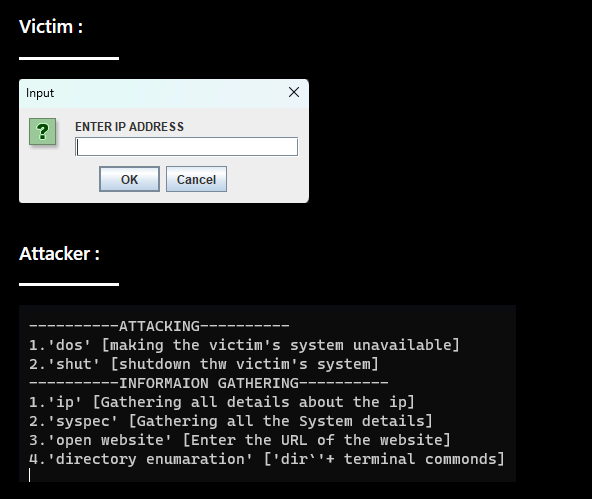 Victim :
Input
ENTER IP ADDRESS
?
OK Cancel
Attacker :
----------ATTACKING----------
1.'dos' [making the victim's system unavailable]
2.'shut' [shutdown thw victim's system]
----------INFORMAION GATHERING----------
1.'ip' [Gathering all details about the ip]
2.'syspec' [Gathering all the System details]
3.'open website' [Enter the URL of the website]
4.'directory enumaration' ['dir`'+ terminal commonds]